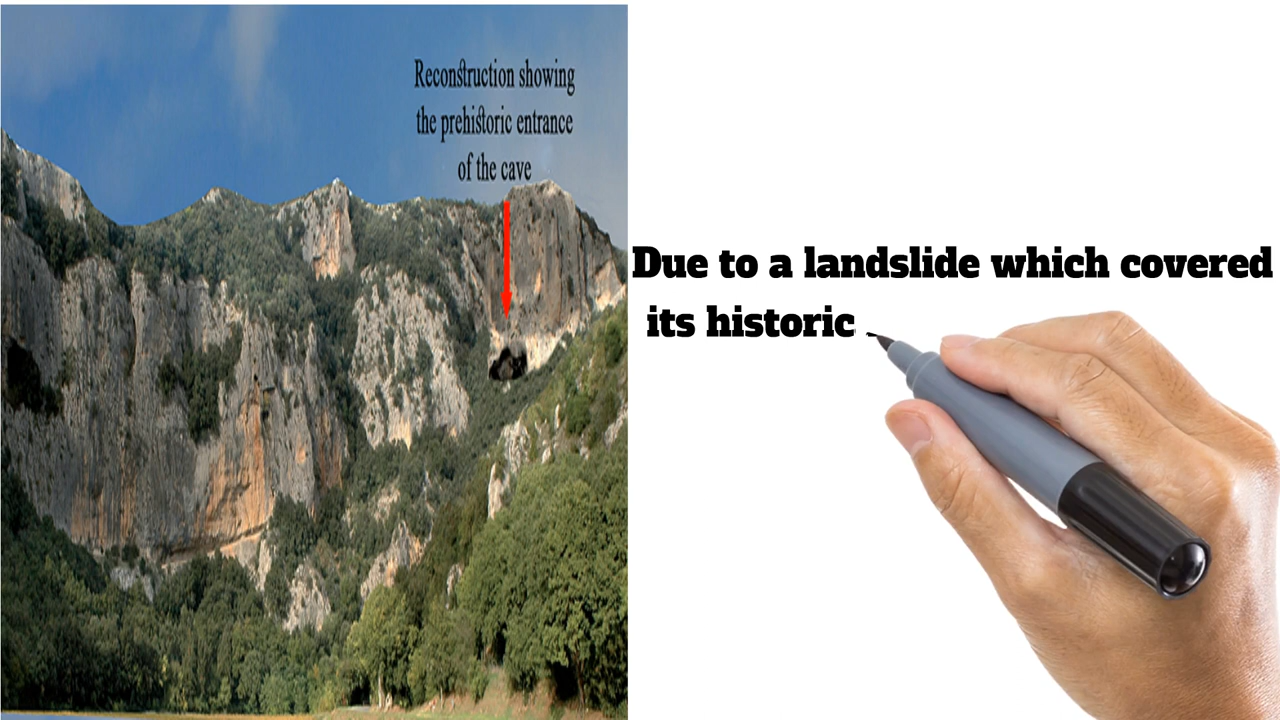 Reconstruction showing
the prehistoric entrance
of the cave
Due to a landslide which covered
its historic